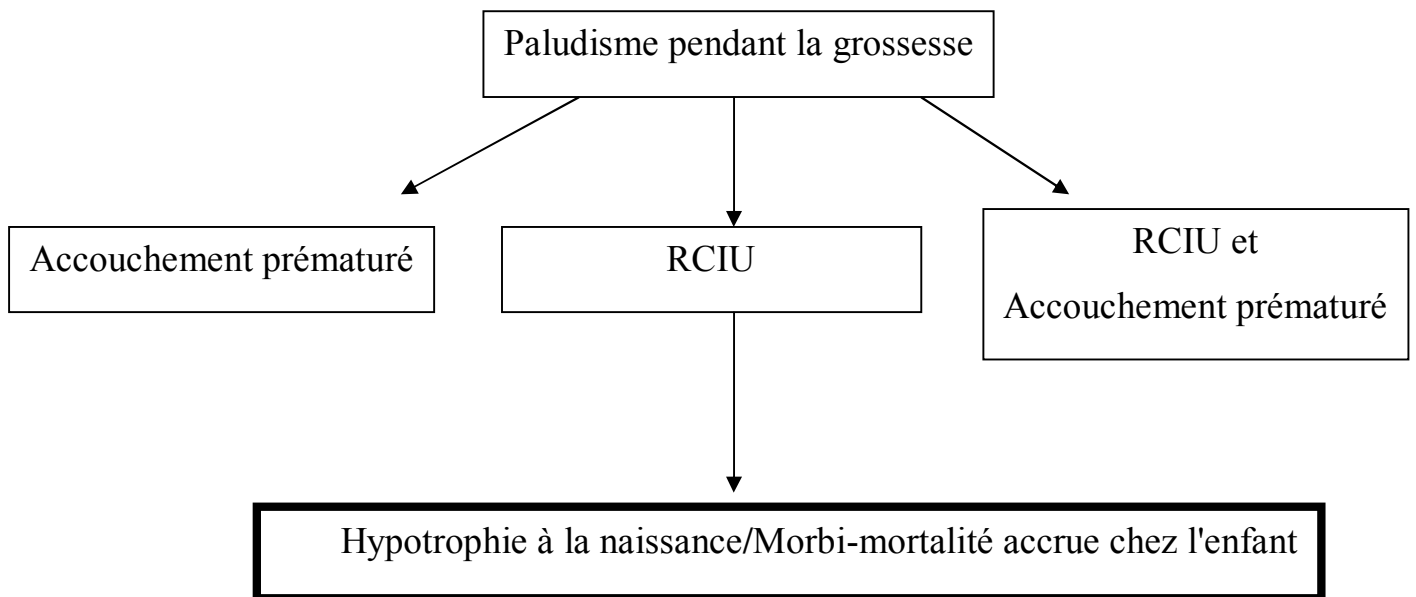 Paludisme pendant la grossesse
Accouchement prématuré
RCIU
RCIU et
Accouchement prématuré
Hypotrophie à la naissance/Morbi-mortalité accrue chez l'enfant